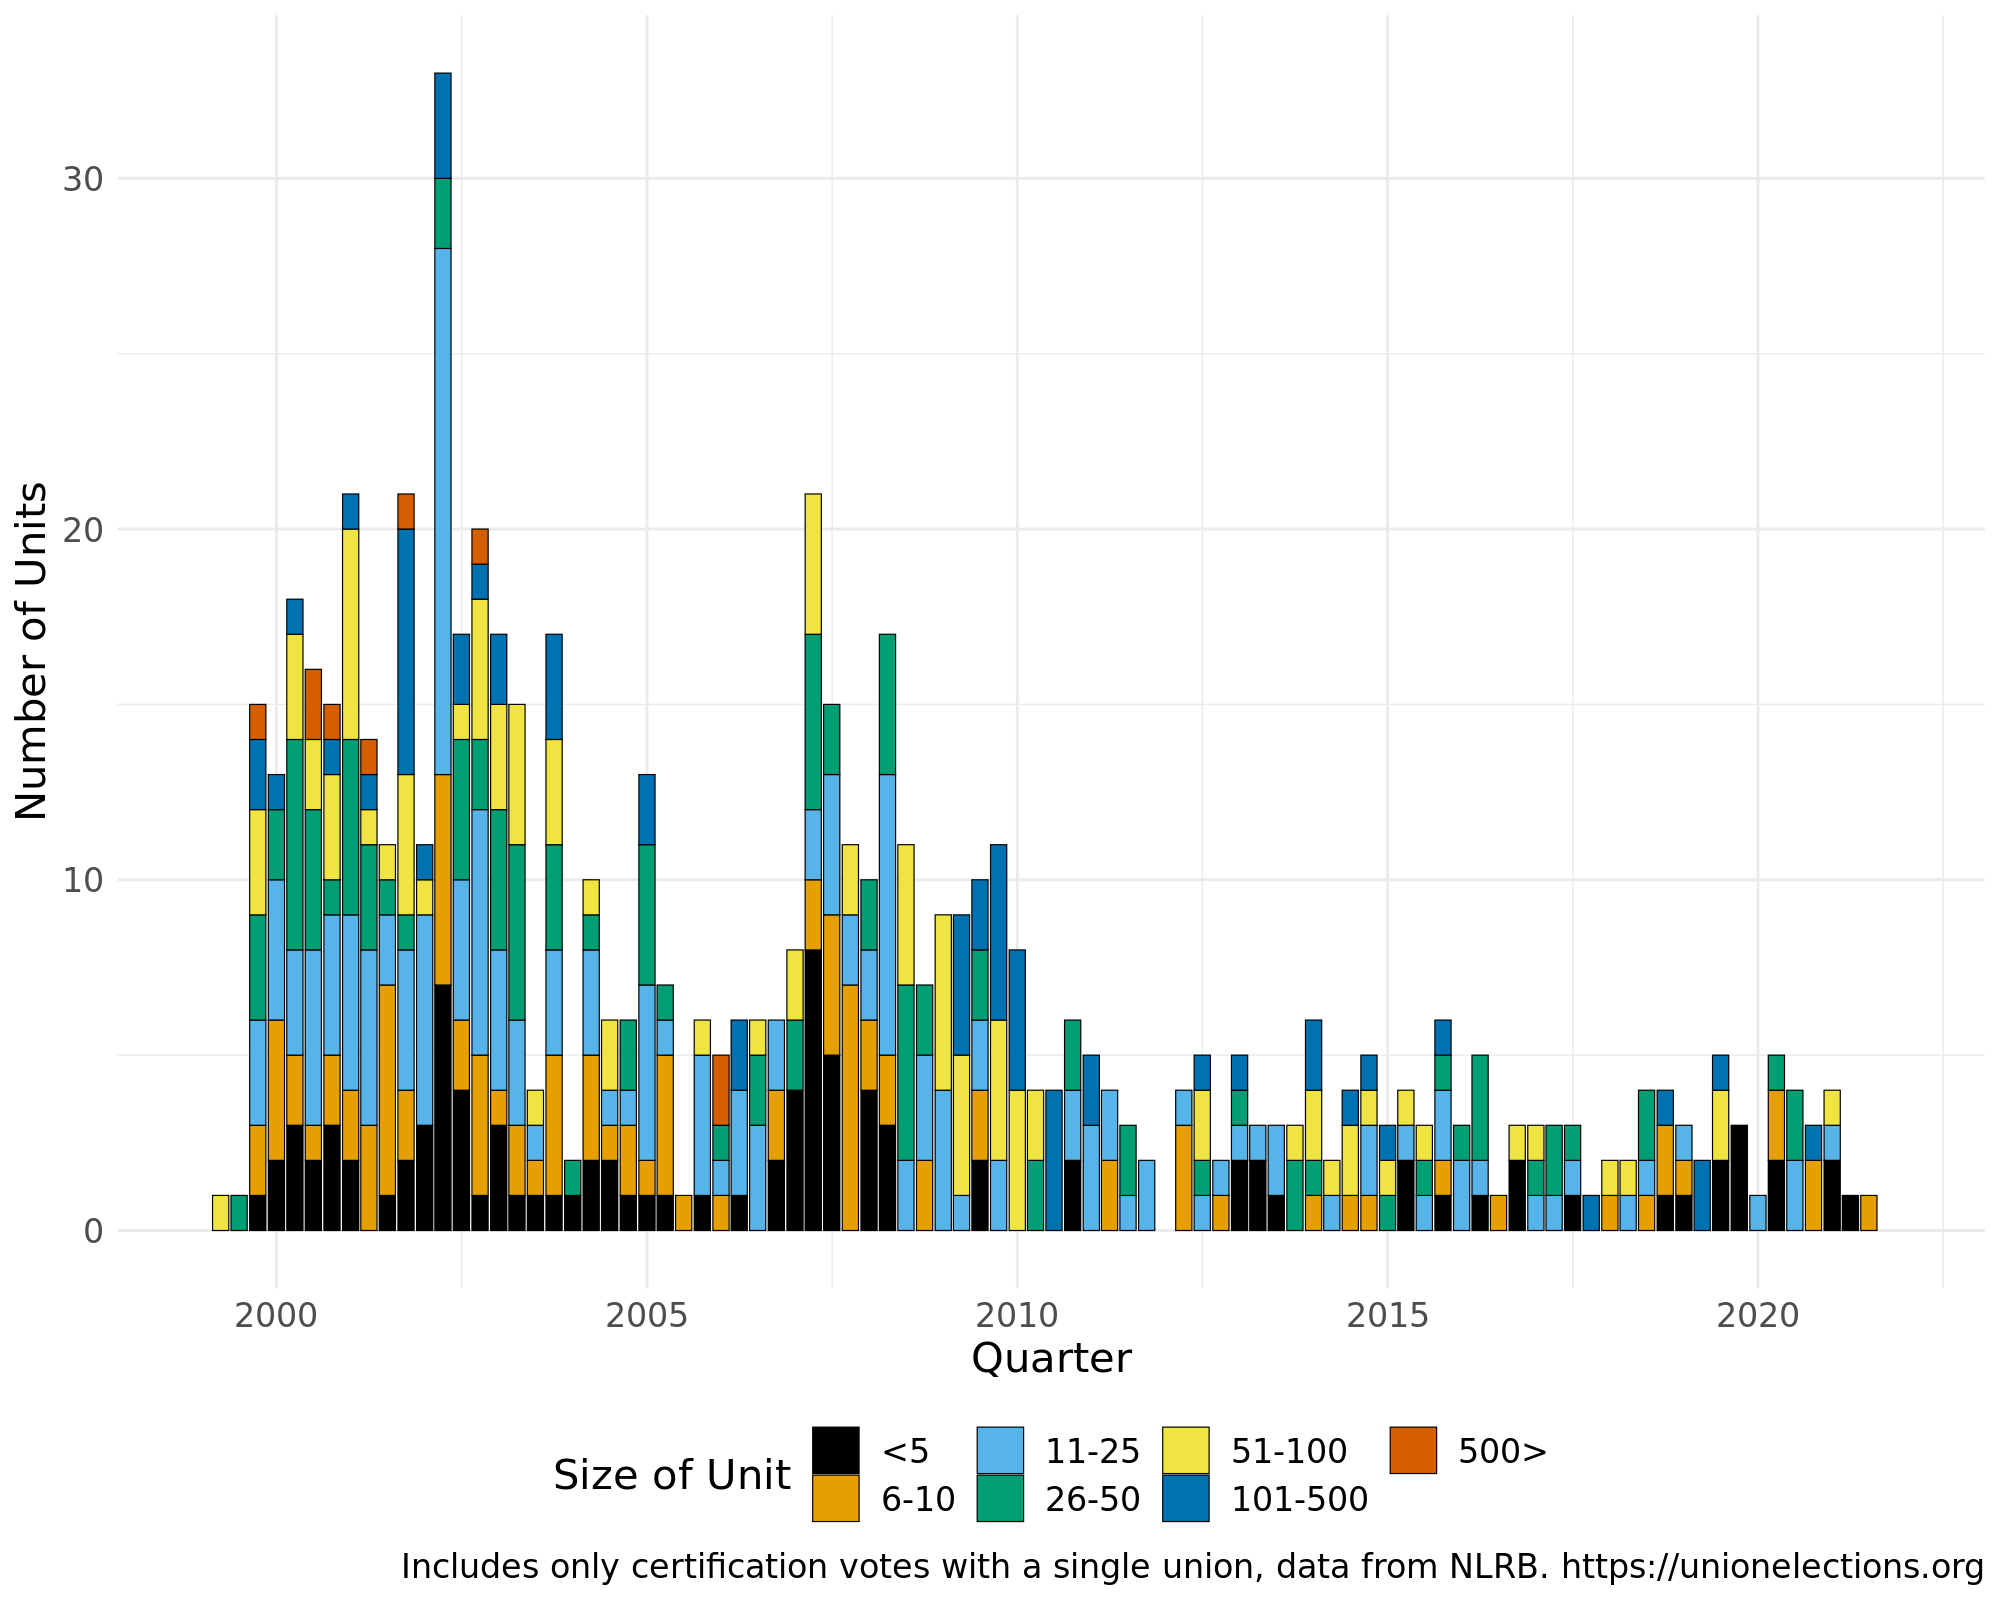 30
20
10
0
Number of Units
2000 2005 2010 2015 2020
Quarter
Size of Unit
<5 11-25 51-100 500>
6-10 26-50 101-500
Includes only certification votes with a single union, data from NLRB. https://unionelections.org